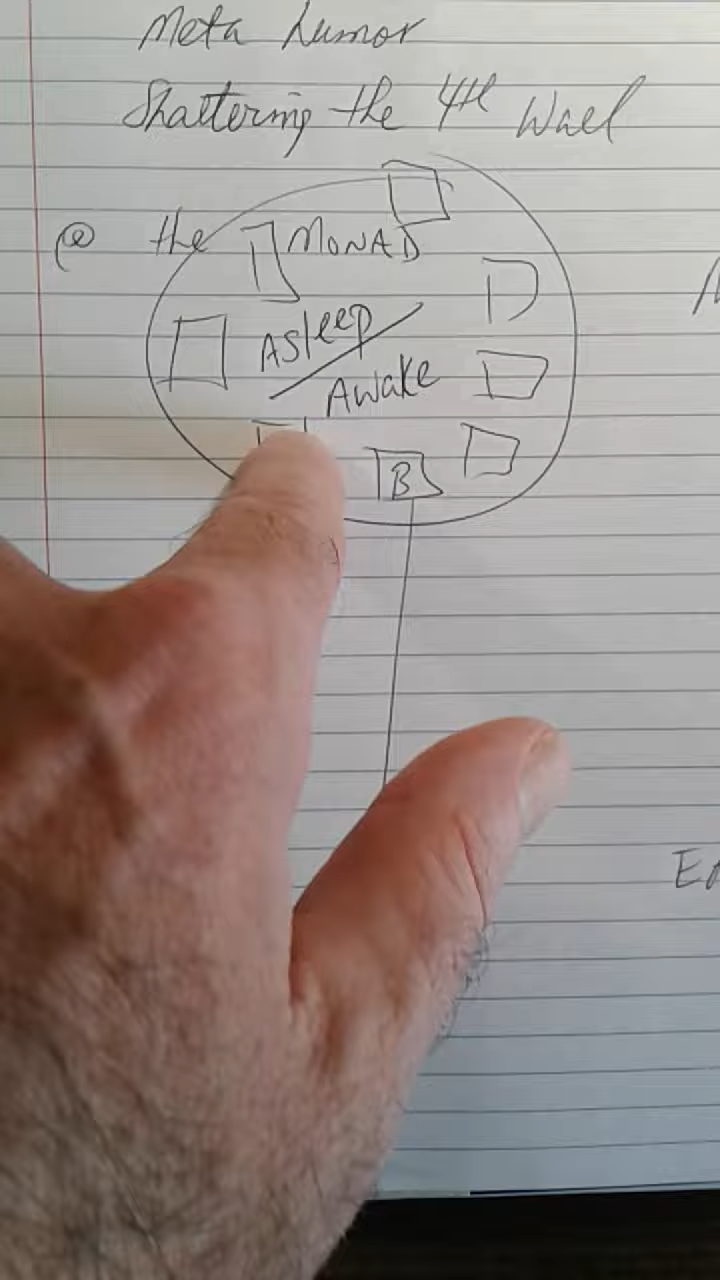 Meta humor
Shattering the 4th Wall
@ the MONAD
Asleep
Awake
B